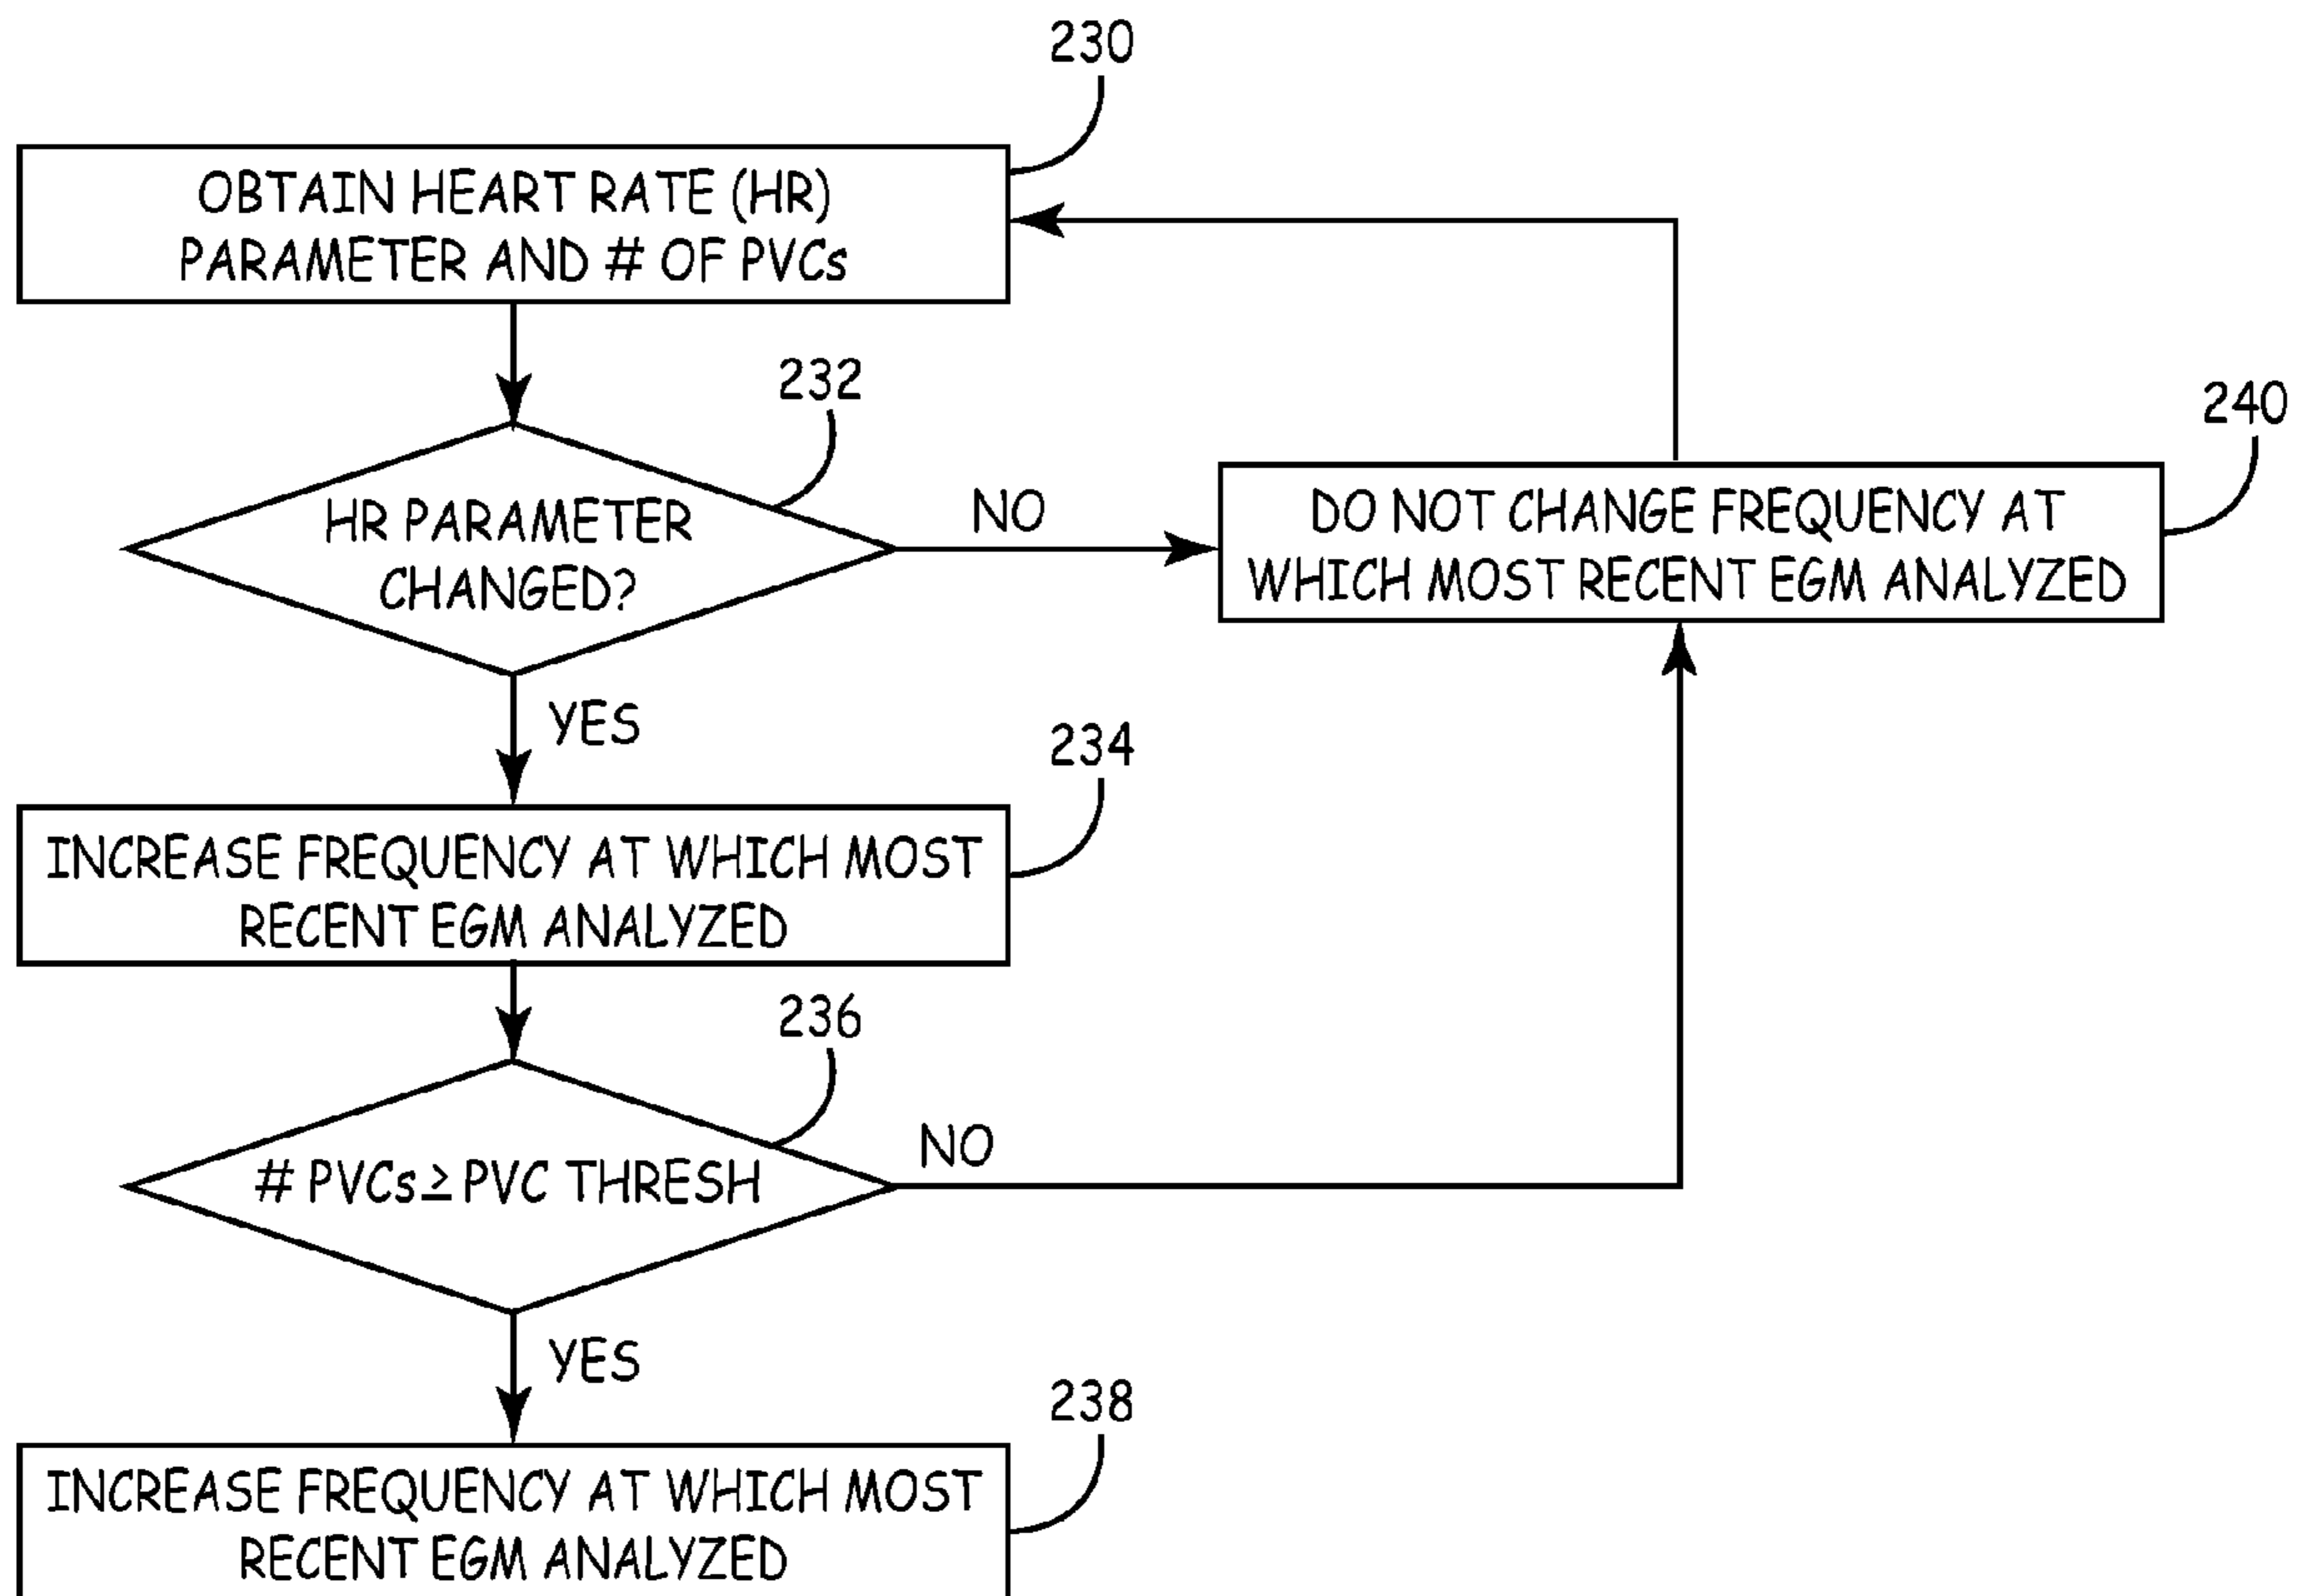 230
OBTAIN HEART RATE (HR)
PARAMETER AND # OF PVCs
232
HR PARAMETER
CHANGED?
NO
240
DO NOT CHANGE FREQUENCY AT
WHICH MOST RECENT EGM ANALYZED
YES
234
INCREASE FREQUENCY AT WHICH MOST
RECENT EGM ANALYZED
236
# PVCs ≥ PVC THRESH
NO
YES
238
INCREASE FREQUENCY AT WHICH MOST
RECENT EGM ANALYZED